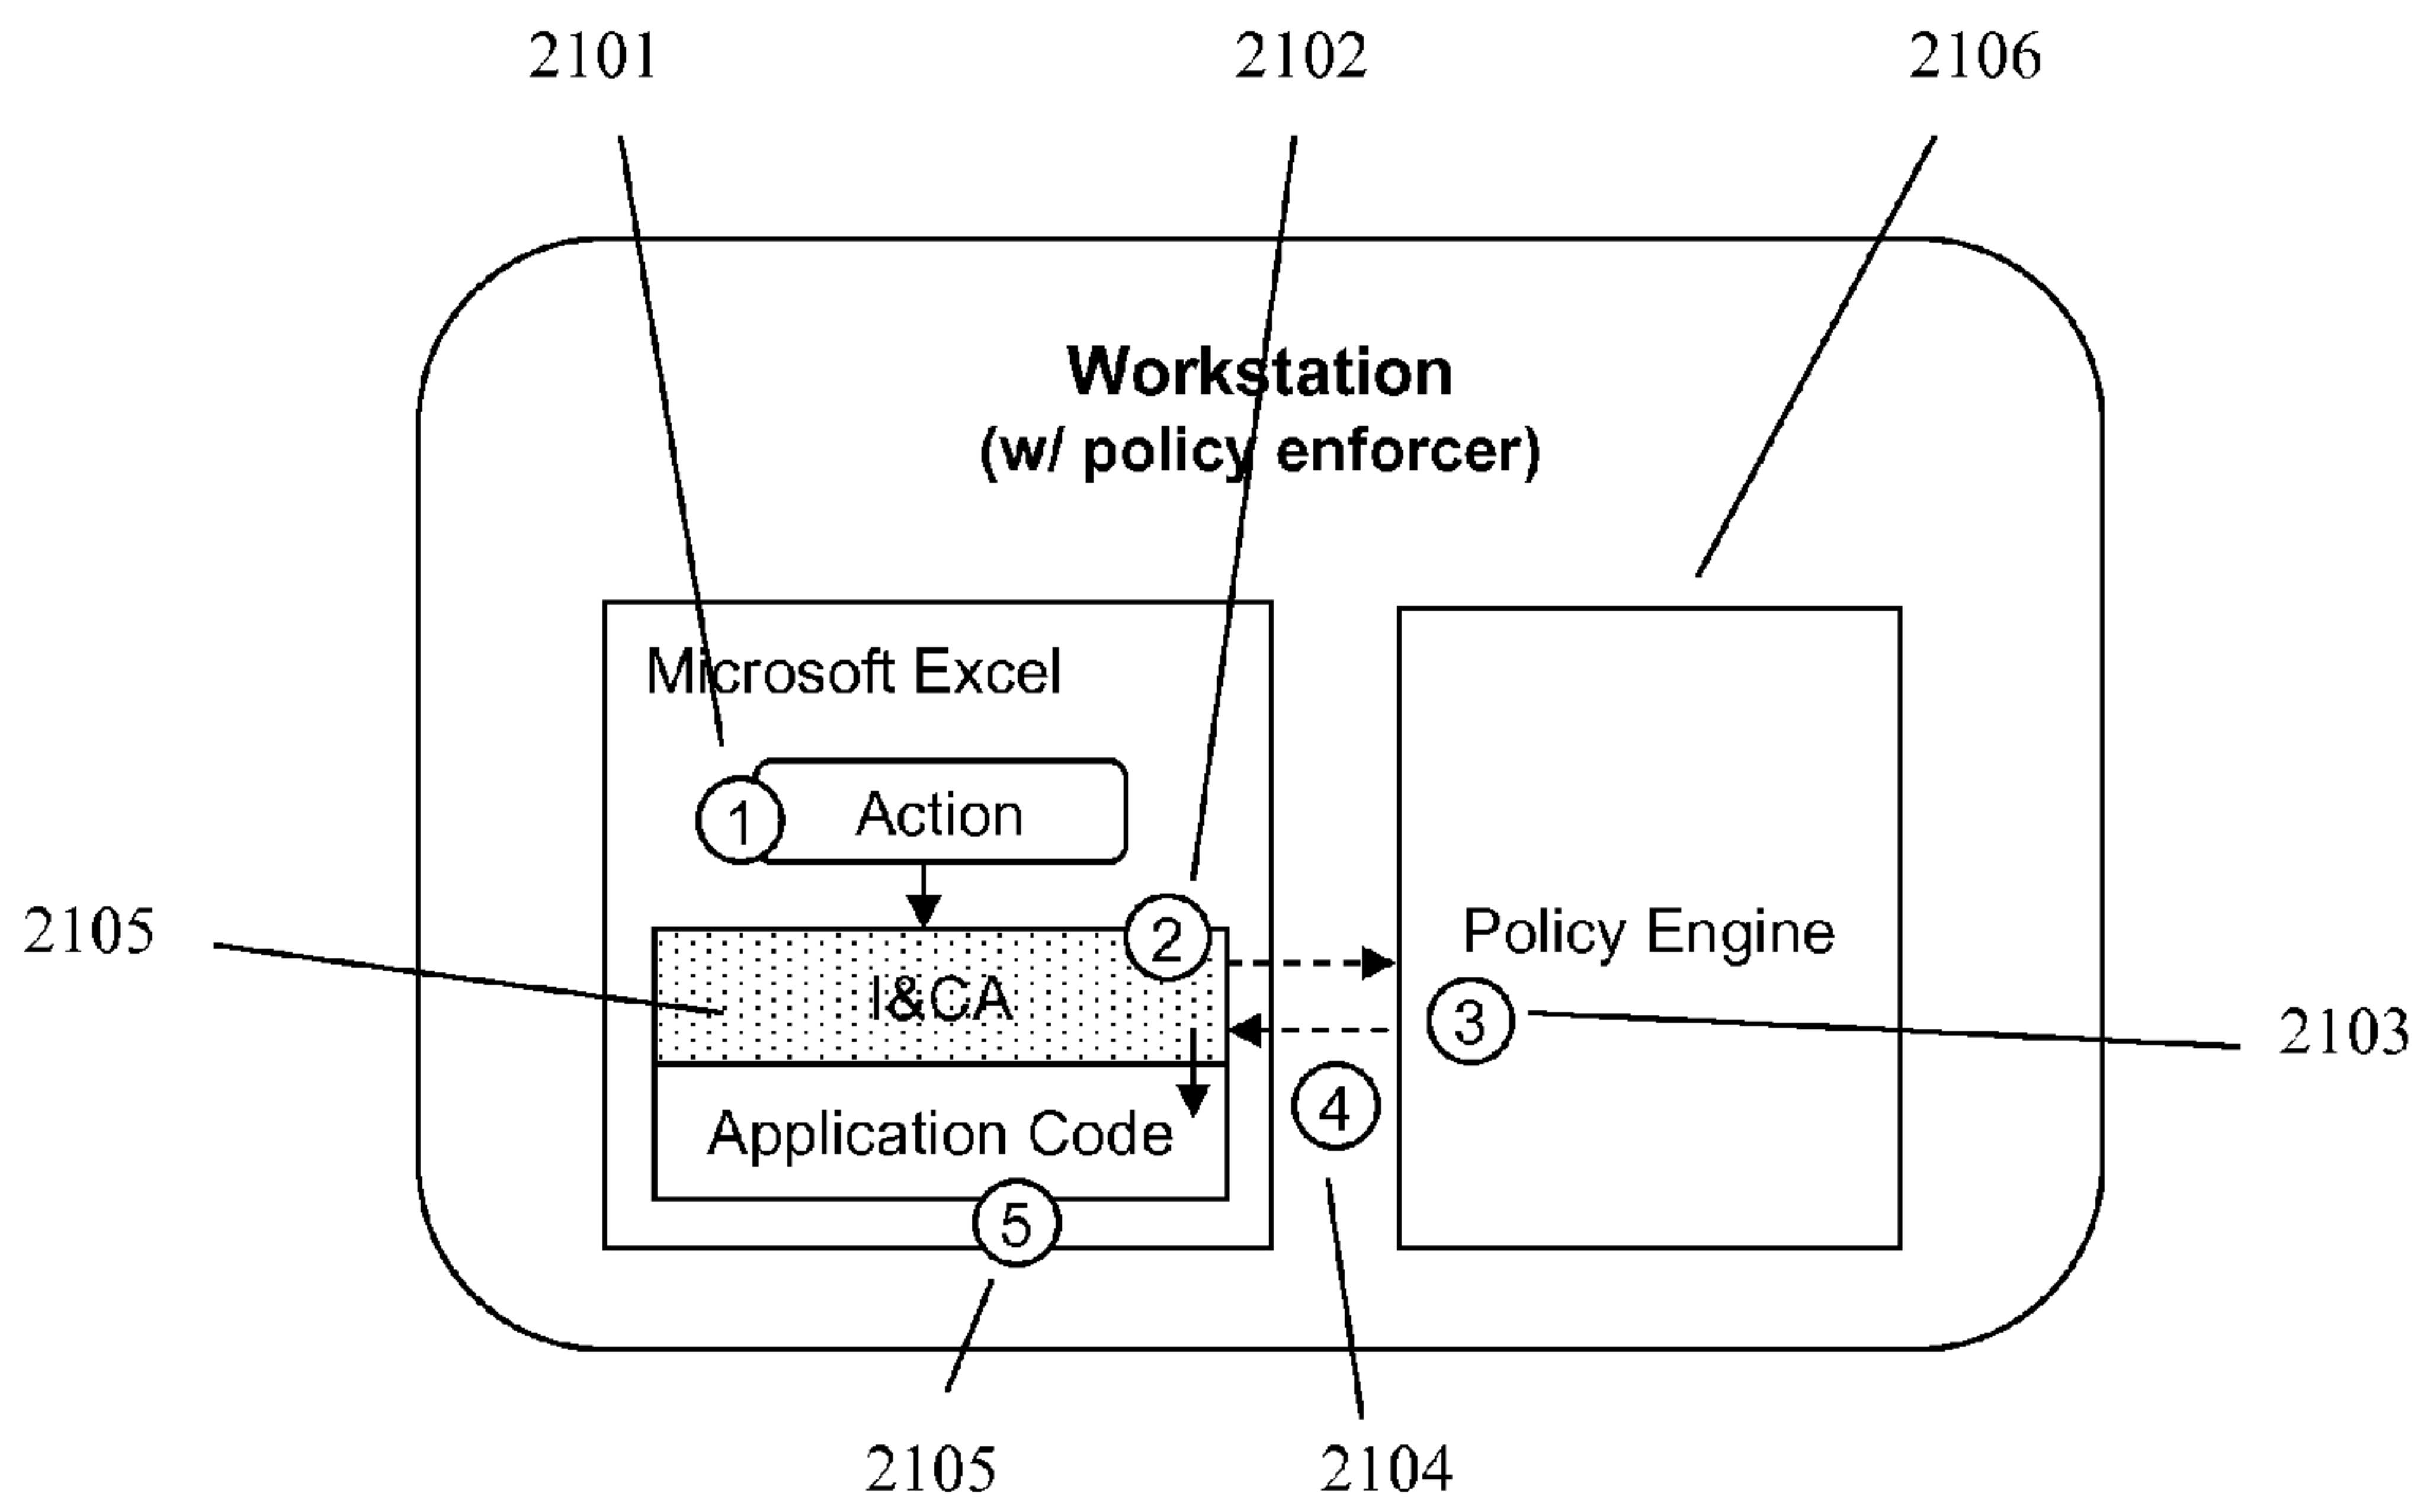 2101
2102
2106
Workstation
(w/ policy enforcer)
Microsoft Excel
1
Action
2105
2
I&CA
Policy Engine
3
2103
4
Application Code
5
2105
2104